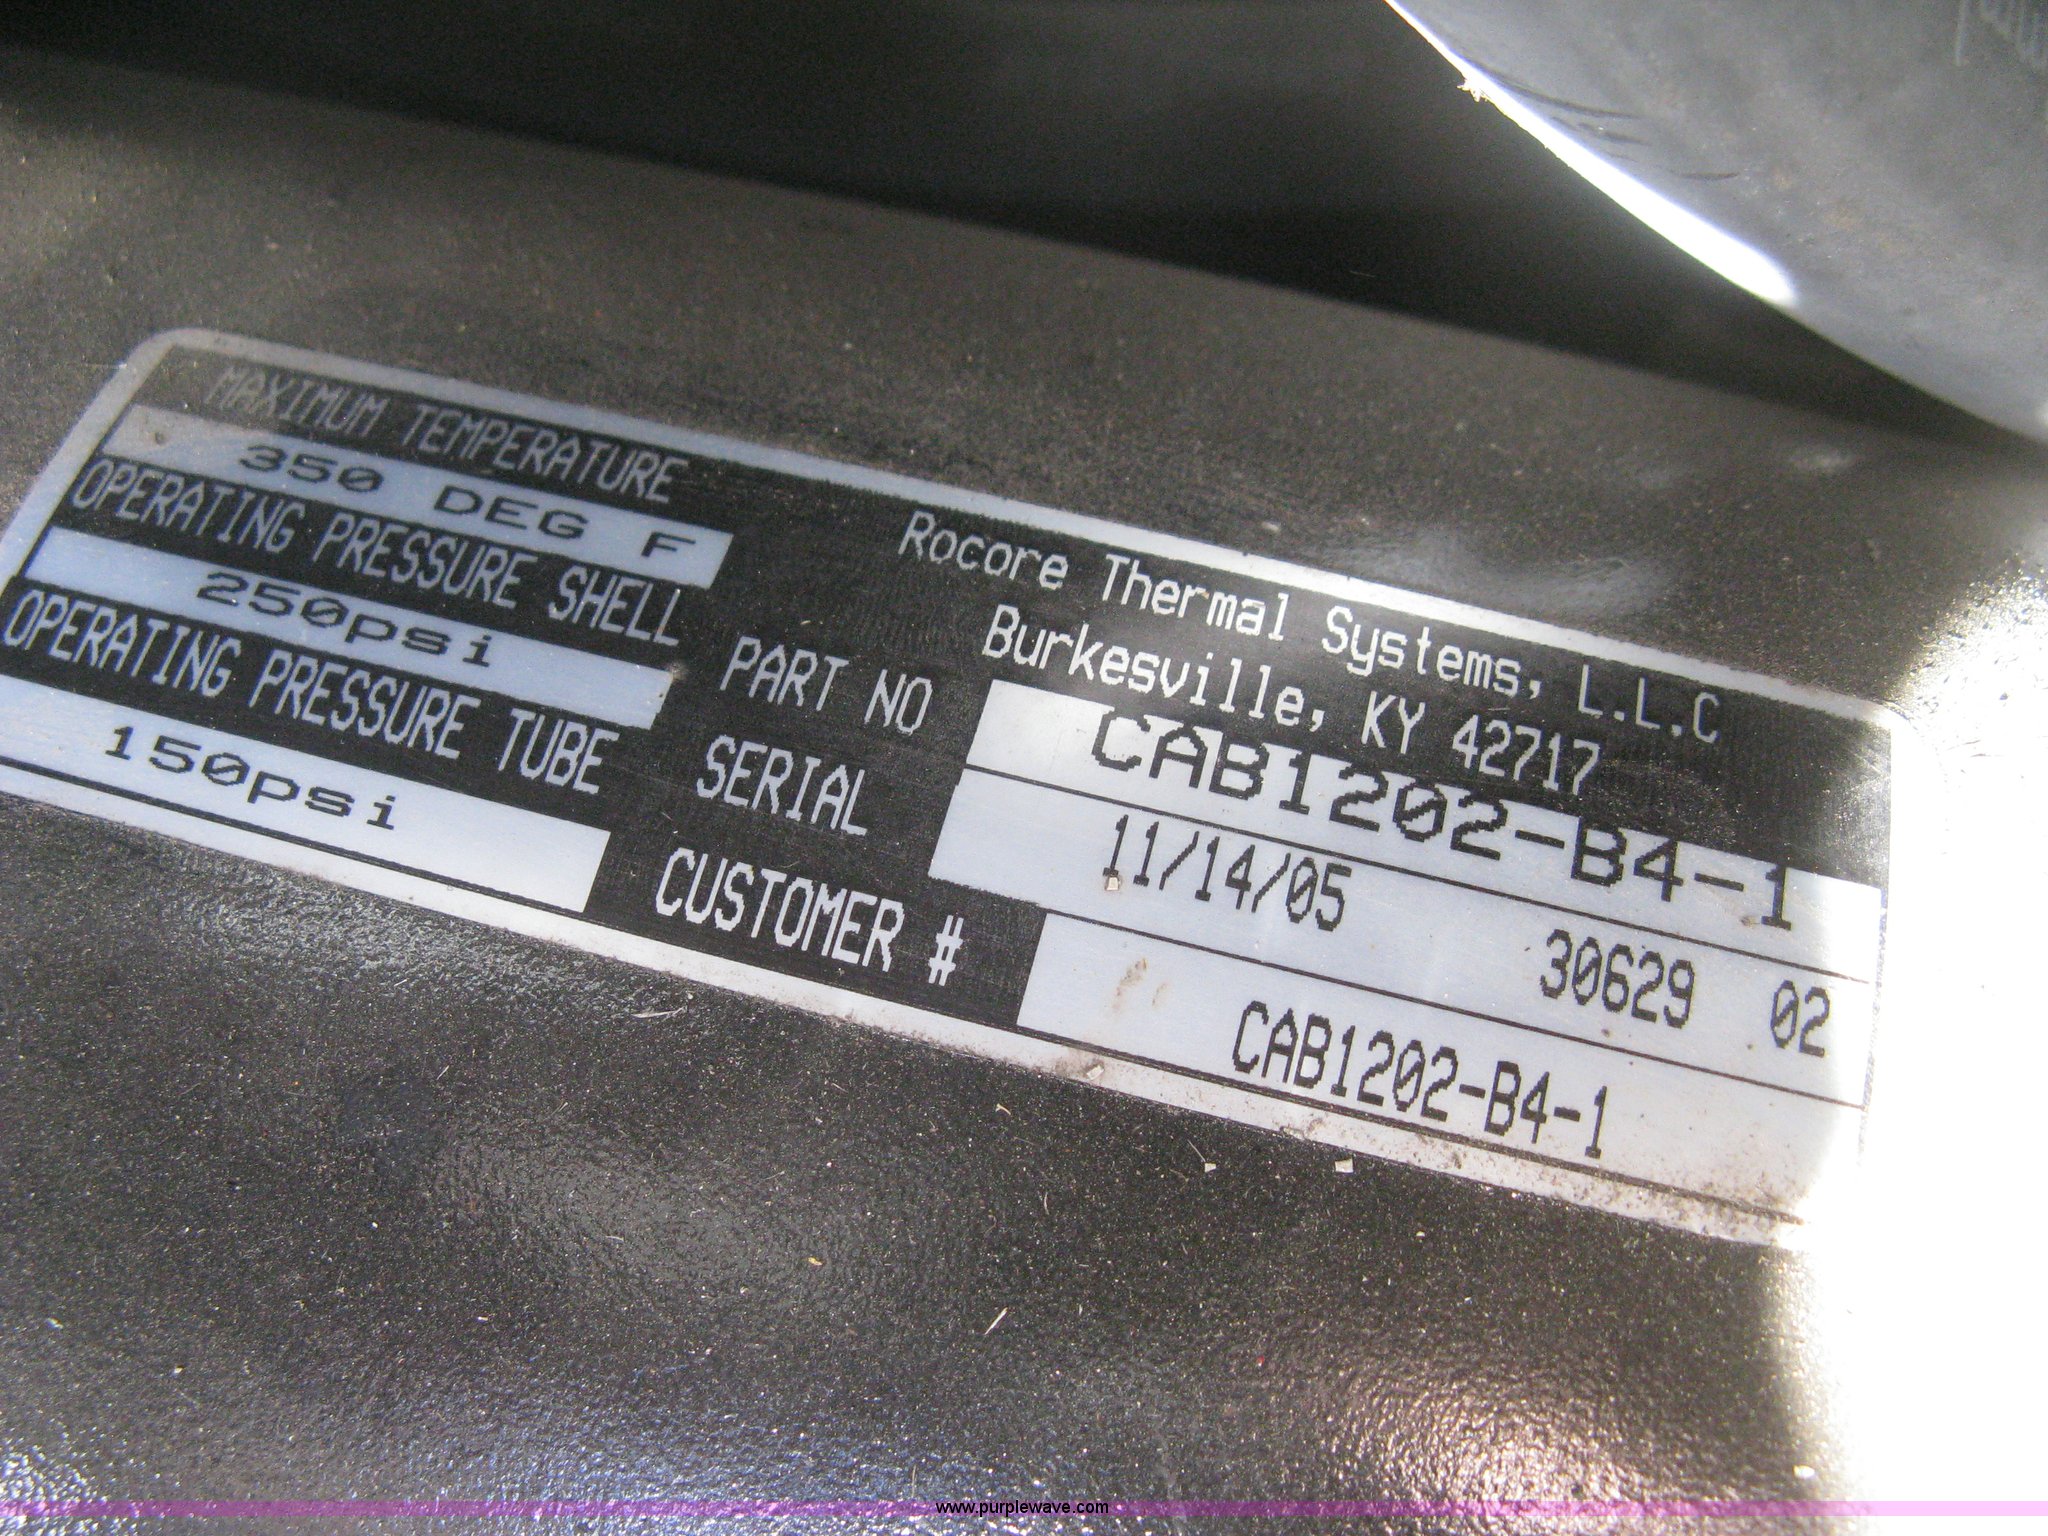 MAXIMUM TEMPERATURE
350 DEG F
OPERATING PRESSURE SHELL
250psi
OPERATING PRESSURE TUBE
150psi
Rocore Thermal Systems, L.L.C
Burkesville, KY 42717
PART NO CAB1202-B4-1
SERIAL 11/14/05 30629 02
CUSTOMER # CAB1202-B4-1
www.purplewave.com